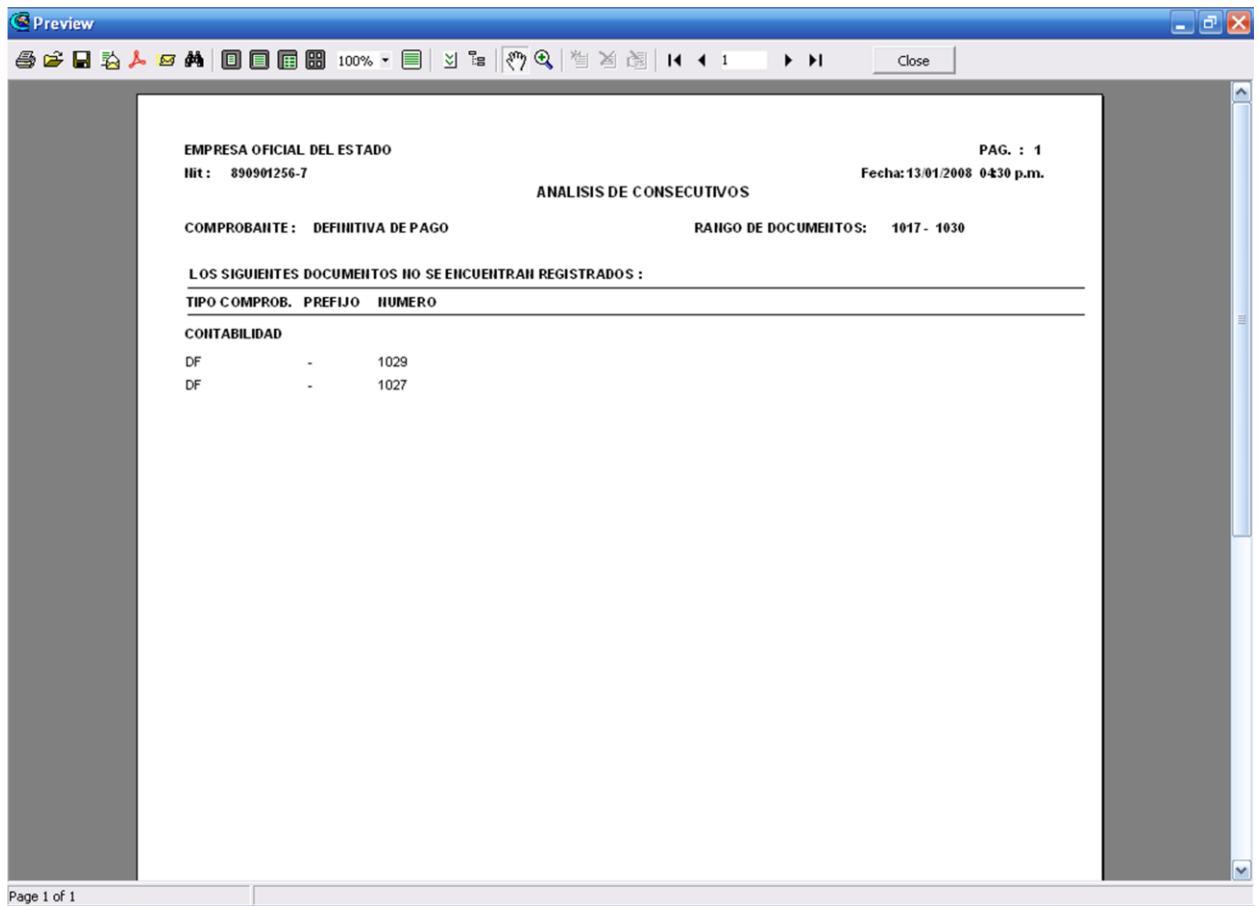 Preview
100% 1 Close
EMPRESA OFICIAL DEL ESTADO PAG. : 1
Nit : 890901256-7 Fecha: 13/01/2008 04:30 p.m.
ANALISIS DE CONSECUTIVOS
COMPROBANTE : DEFINITIVA DE PAGO RANGO DE DOCUMENTOS: 1017 - 1030
LOS SIGUIENTES DOCUMENTOS NO SE ENCUENTRAN REGISTRADOS :
TIPO COMPROB. PREFIJO NUMERO
CONTABILIDAD
DF - 1029
DF - 1027
Page 1 of 1